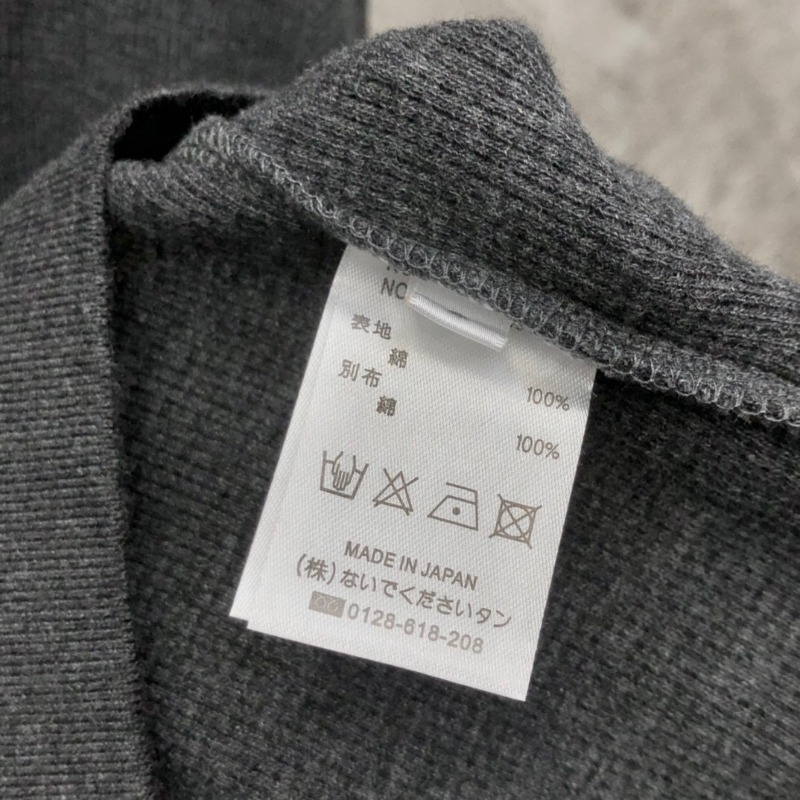 NO
表地
綿 100%
別布
綿 100%
MADE IN JAPAN
(株)ないでくださいタン
0128-618-208